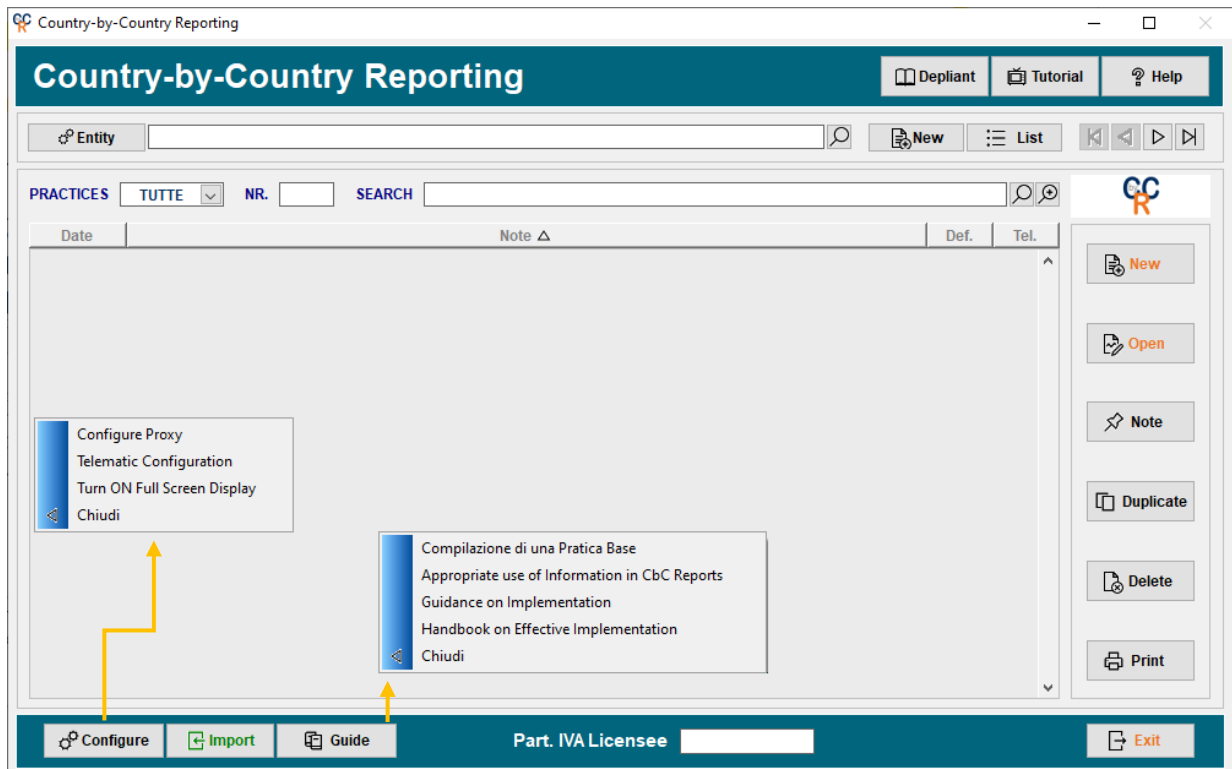 Country-by-Country Reporting
Country-by-Country Reporting
Depliant Tutorial Help
Entity New List
PRACTICES TUTTE NR. SEARCH
CbCR
Date Note Def. Tel.
New
Open
Note
Duplicate
Delete
Print
Configure Proxy
Telematic Configuration
Turn ON Full Screen Display
Chiudi
Compilazione di una Pratica Base
Appropriate use of Information in CbC Reports
Guidance on Implementation
Handbook on Effective Implementation
Chiudi
Configure Import Guide Part. IVA Licensee Exit